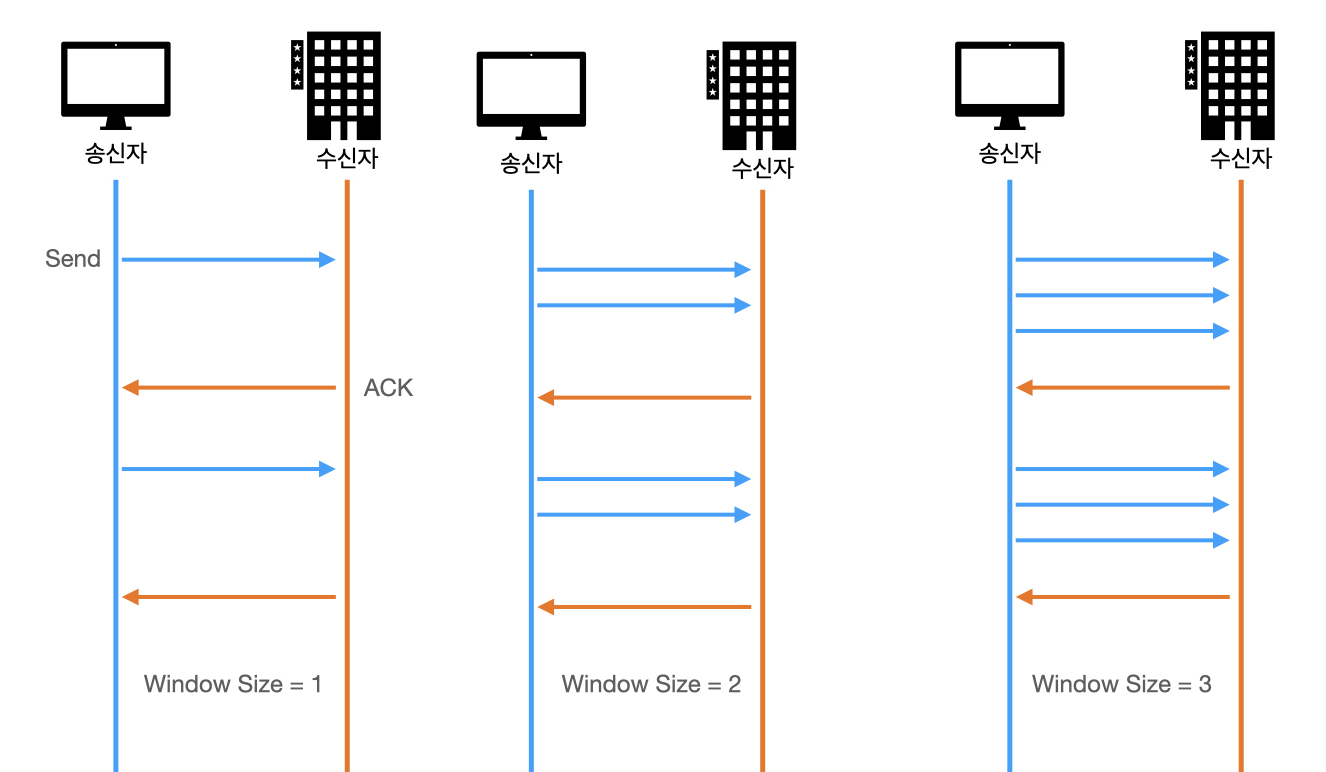 송신자
수신자
Send
ACK
Window Size = 1
송신자
수신자
Window Size = 2
송신자
수신자
Window Size = 3